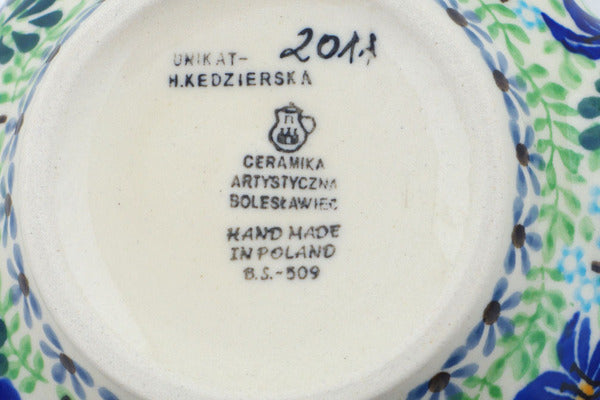 UNIKAT- 2011
H.KEDZIERSKA
CERAMIKA
ARTYSTYCZNA
BOLESŁAWIEC
HAND MADE
IN POLAND
B.S.-509